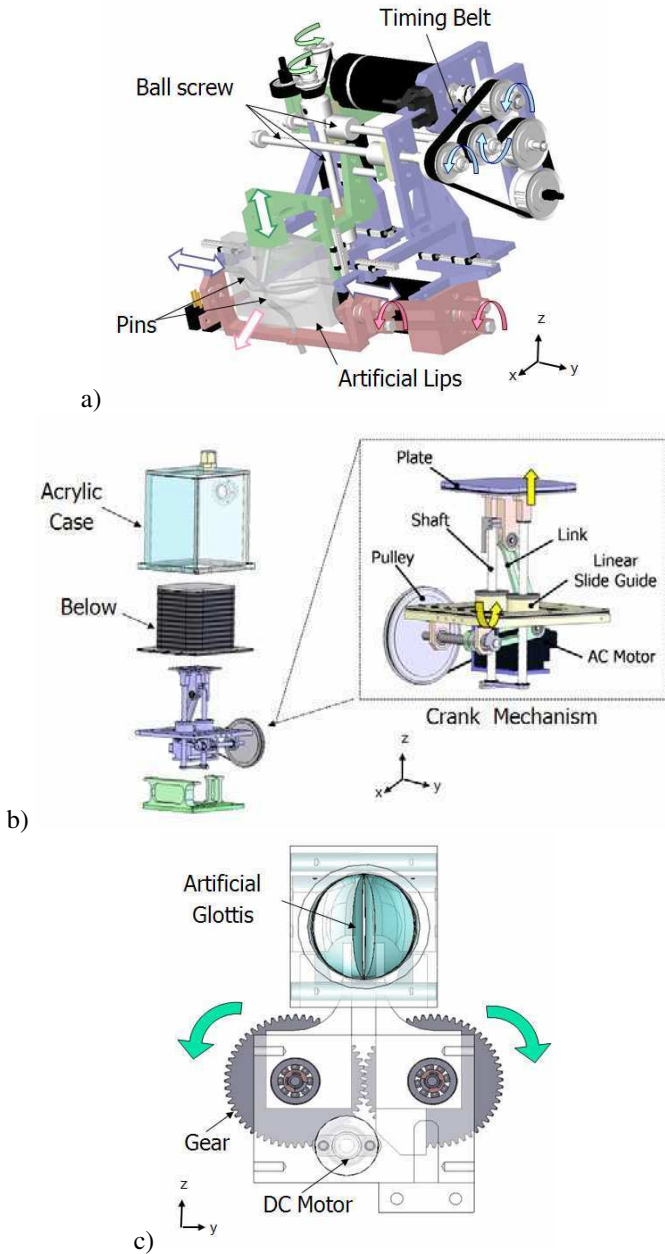 Timing Belt
Ball screw
Pins
Artificial Lips
z
x
y
a)
Acrylic
Case
Below
Plate
Shaft
Link
Pulley
Linear
Slide Guide
AC Motor
Crank Mechanism
z
x
y
b)
Artificial
Glottis
Gear
DC Motor
z
y
c)